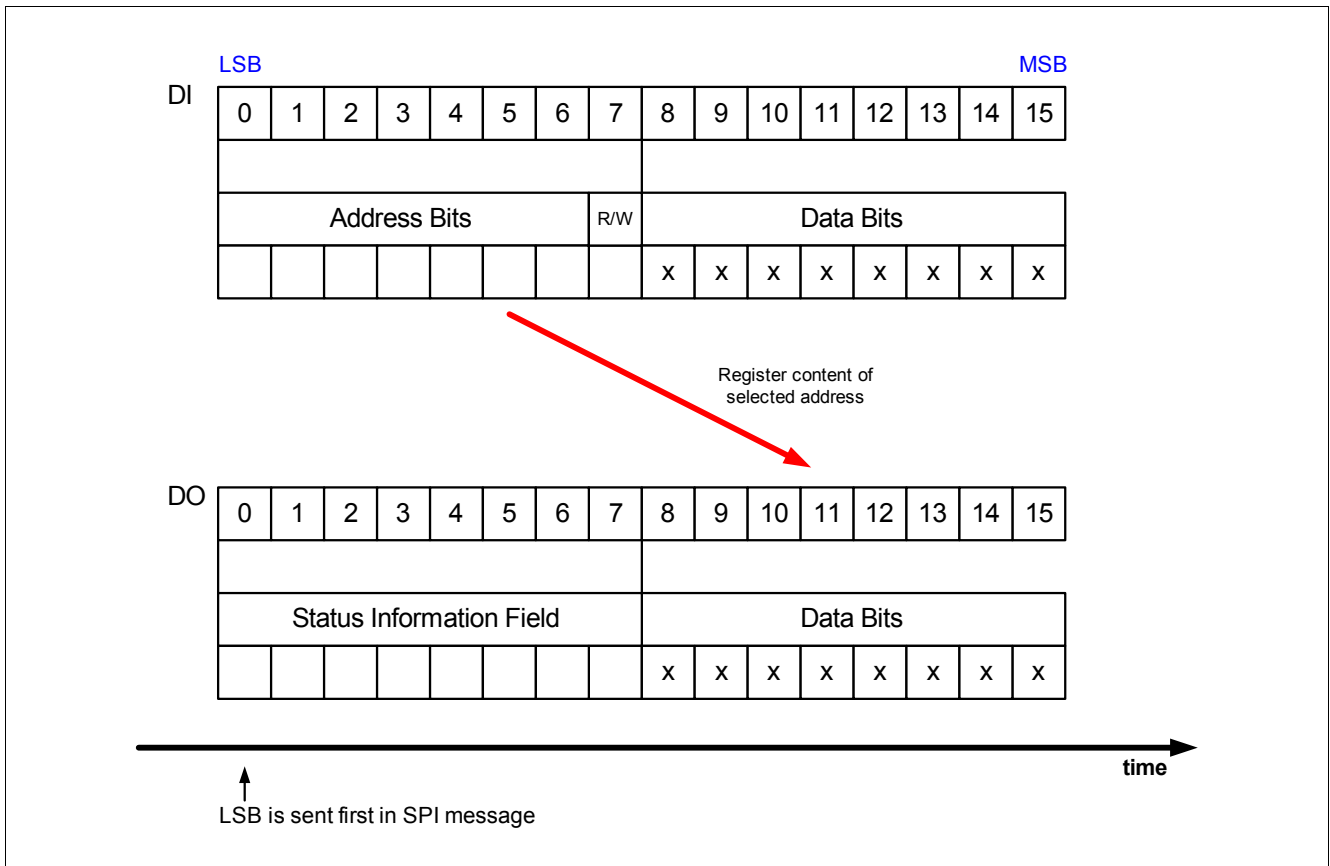 LSB MSB
DI
0 1 2 3 4 5 6 7 8 9 10 11 12 13 14 15
Address Bits R/W Data Bits
x x x x x x x x
Register content of
selected address
DO
0 1 2 3 4 5 6 7 8 9 10 11 12 13 14 15
Status Information Field Data Bits
x x x x x x x x
time
LSB is sent first in SPI message